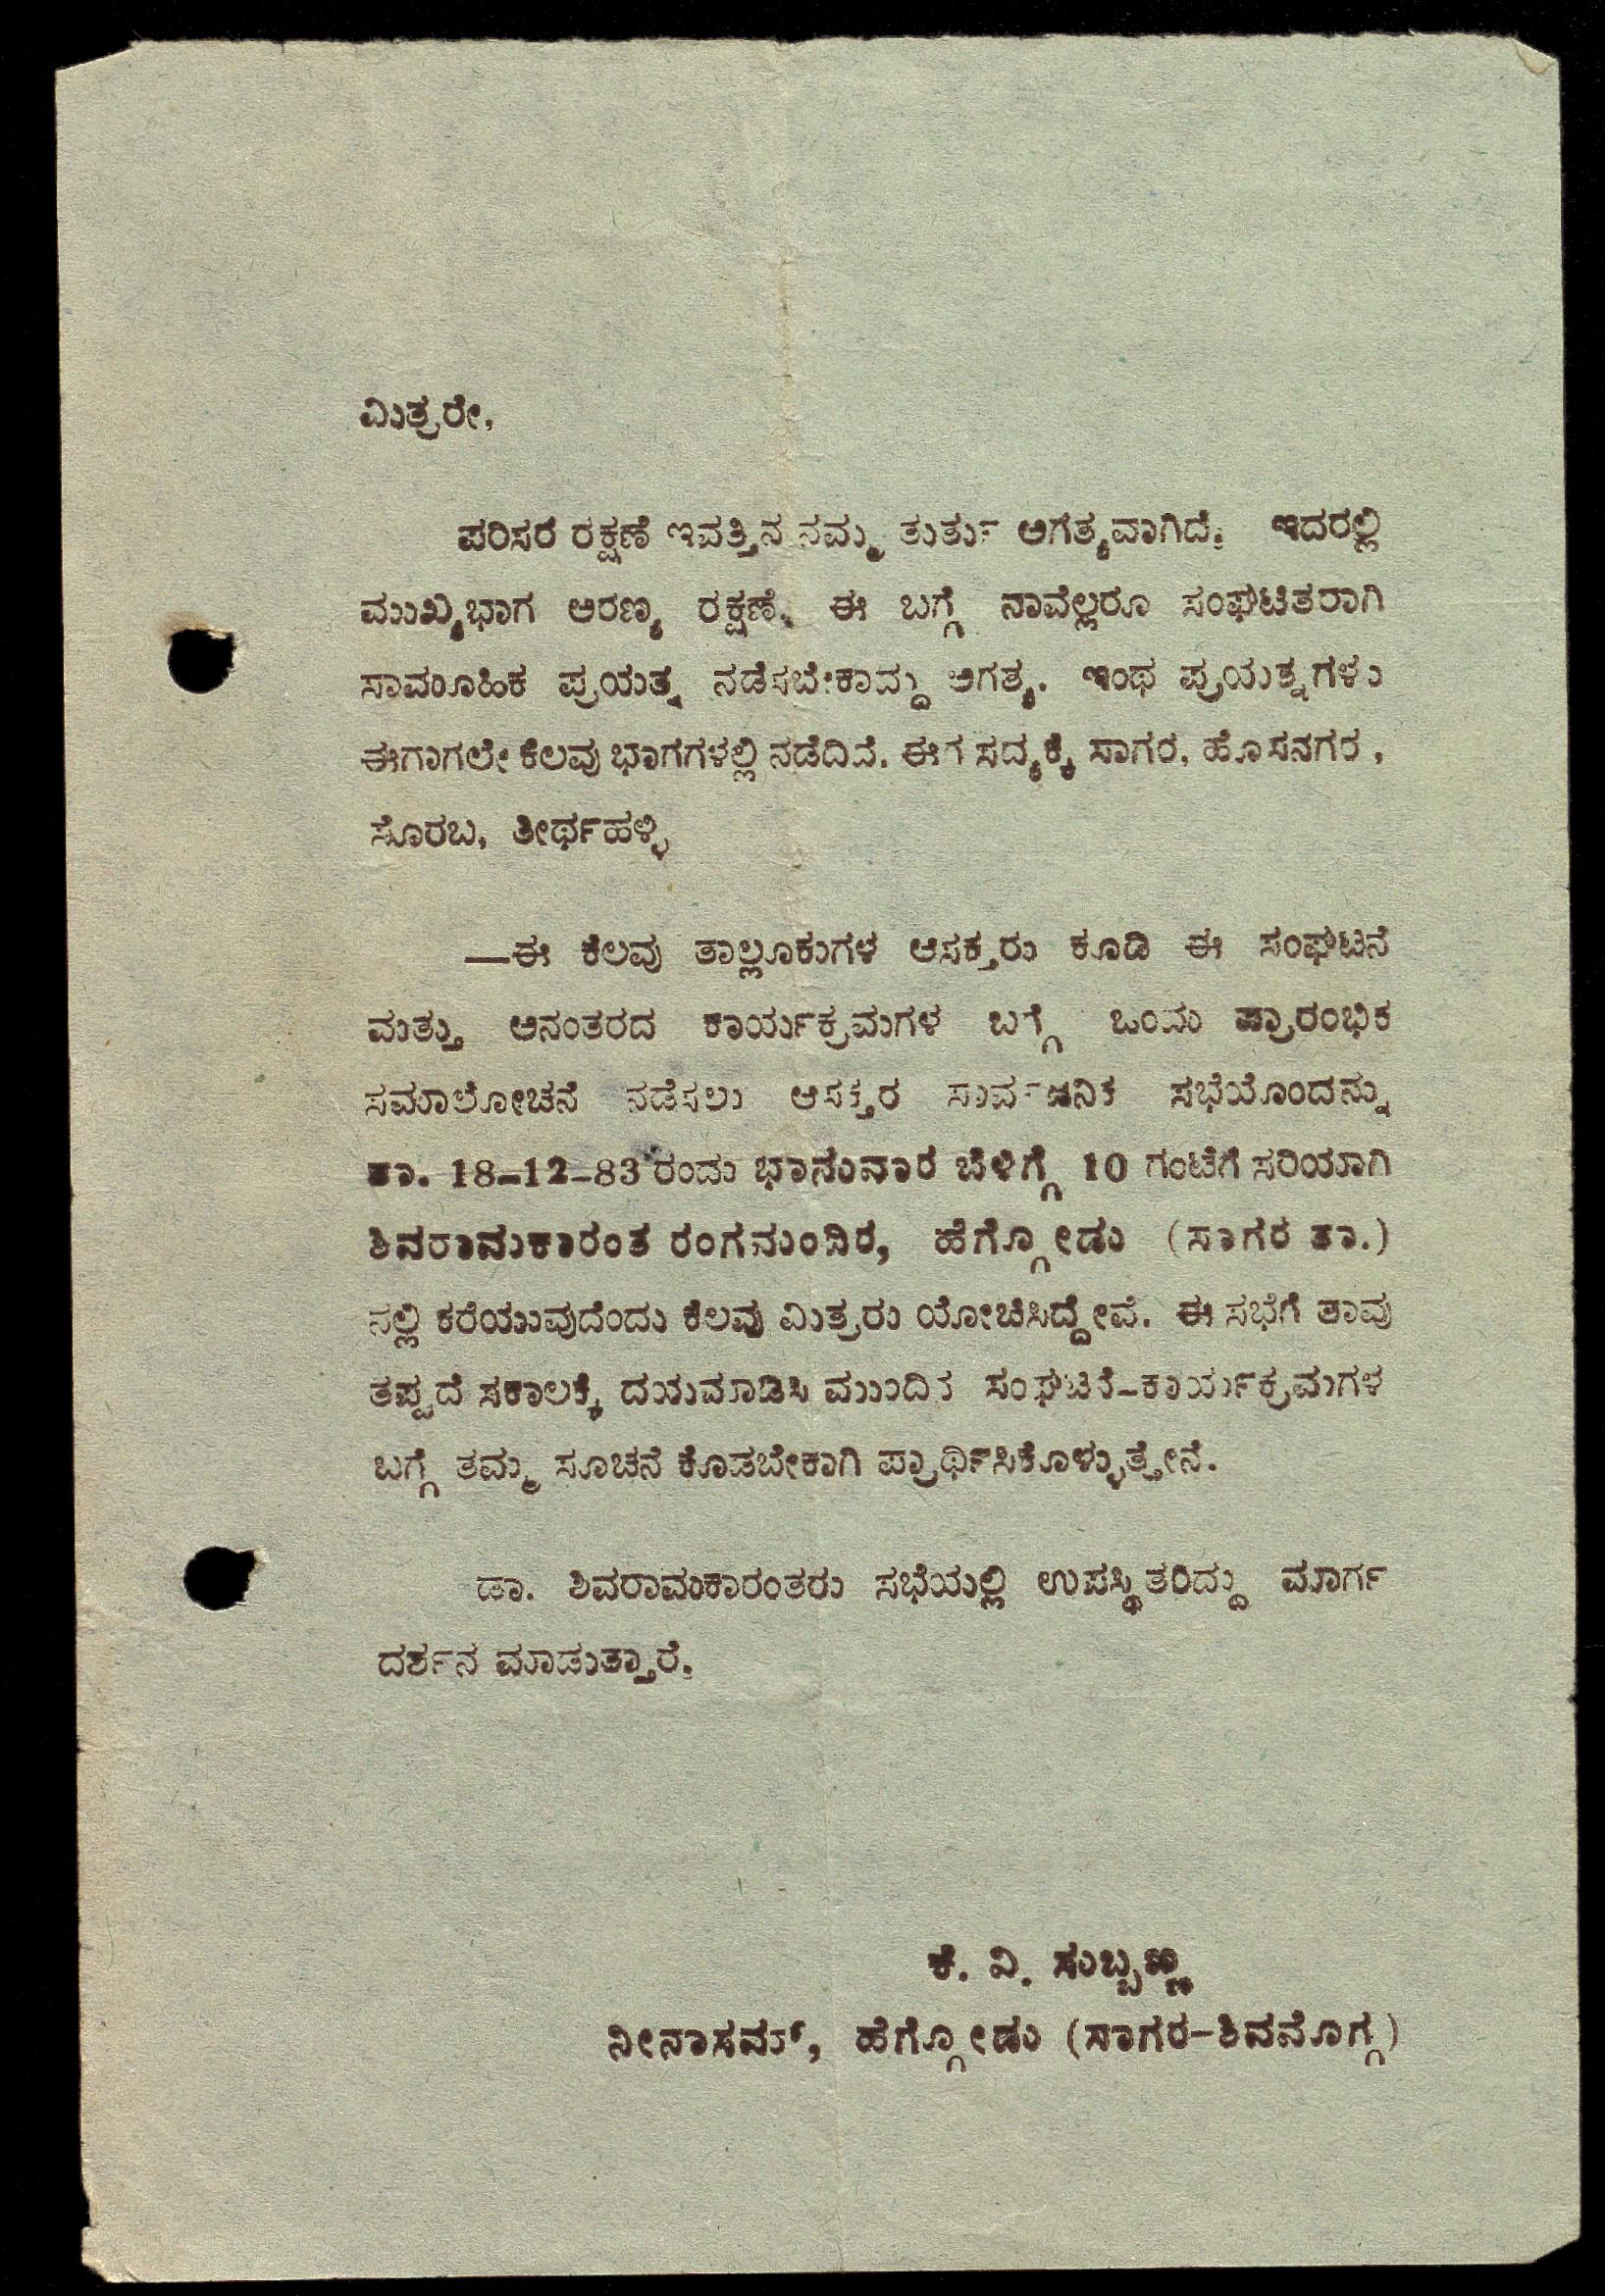 ಮಿತ್ರರೇ,
ಪರಿಸರ ರಕ್ಷಣೆ ಇವತ್ತಿನ ನಮ್ಮ ತುರ್ತು ಅಗತ್ಯವಾಗಿದೆ. ಇದರಲ್ಲಿ
ಮುಖ್ಯಭಾಗ ಅರಣ್ಯ ರಕ್ಷಣೆ. ಈ ಬಗ್ಗೆ ನಾವೆಲ್ಲರೂ ಸಂಘಟಿತರಾಗಿ
ಸಾಮೂಹಿಕ ಪ್ರಯತ್ನ ನಡೆಸಬೇಕಾದ್ದು ಅಗತ್ಯ. ಇಂಥ ಪ್ರಯತ್ನಗಳು
ಈಗಾಗಲೇ ಕೆಲವು ಭಾಗಗಳಲ್ಲಿ ನಡೆದಿವೆ. ಈಗ ಸದ್ಯಕ್ಕೆ ಸಾಗರ, ಹೊಸನಗರ,
ಸೊರಬ, ತೀರ್ಥಹಳ್ಳಿ
—ಈ ಕೆಲವು ತಾಲ್ಲೂಕುಗಳ ಆಸಕ್ತರು ಕೂಡಿ ಈ ಸಂಘಟನೆ
ಮತ್ತು ಅನಂತರದ ಕಾರ್ಯಕ್ರಮಗಳ ಬಗ್ಗೆ ಒಂದು ಪ್ರಾರಂಭಿಕ
ಸಮಾಲೋಚನೆ ನಡೆಸಲು ಆಸಕ್ತರ ಸಾರ್ವಜನಿಕ ಸಭೆಯೊಂದನ್ನು
ತಾ. 18-12-83 ರಂದು ಭಾನುವಾರ ಬೆಳಿಗ್ಗೆ 10 ಗಂಟೆಗೆ ಸರಿಯಾಗಿ
ಶಿವರಾಮಕಾರಂತ ರಂಗಮಂದಿರ, ಹೆಗ್ಗೋಡು (ಸಾಗರ ತಾ.)
ನಲ್ಲಿ ಕರೆಯುವುದೆಂದು ಕೆಲವು ಮಿತ್ರರು ಯೋಚಿಸಿದ್ದೇವೆ. ಈ ಸಭೆಗೆ ತಾವು
ತಪ್ಪದೆ ಸಕಾಲಕ್ಕೆ ದಯಮಾಡಿಸಿ ಮುಂದಿನ ಸಂಘಟನೆ-ಕಾರ್ಯಕ್ರಮಗಳ
ಬಗ್ಗೆ ತಮ್ಮ ಸೂಚನೆ ಕೊಡಬೇಕಾಗಿ ಪ್ರಾರ್ಥಿಸಿಕೊಳ್ಳುತ್ತೇನೆ.
ಡಾ. ಶಿವರಾಮಕಾರಂತರು ಸಭೆಯಲ್ಲಿ ಉಪಸ್ಥಿತರಿದ್ದು ಮಾರ್ಗ
ದರ್ಶನ ಮಾಡುತ್ತಾರೆ.
ಕೆ. ವಿ. ಸುಬ್ಬಣ್ಣ
ನೀನಾಸಮ್, ಹೆಗ್ಗೋಡು (ಸಾಗರ-ಶಿವಮೊಗ್ಗ)